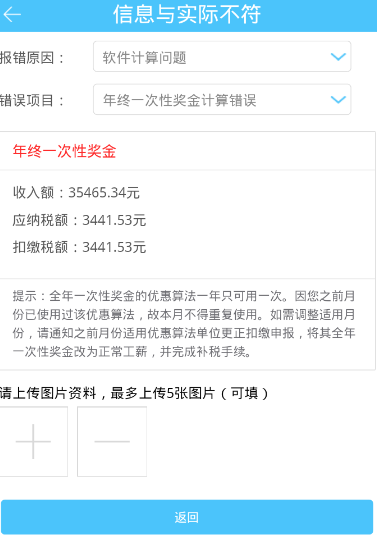 信息与实际不符
报错原因：
软件计算问题
错误项目：
年终一次性奖金计算错误
年终一次性奖金
收入额：35465.34元
应纳税额：3441.53元
扣缴税额：3441.53元
提示：全年一次性奖金的优惠算法一年只可用一次。因您之前月
份已使用过该优惠算法，故本月不得重复使用。如需调整适用月
份，请通知之前月份适用优惠算法单位更正扣缴申报，将其全年
一次性奖金改为正常工薪，并完成补税手续。
请上传图片资料，最多上传5张图片（可填）
返回